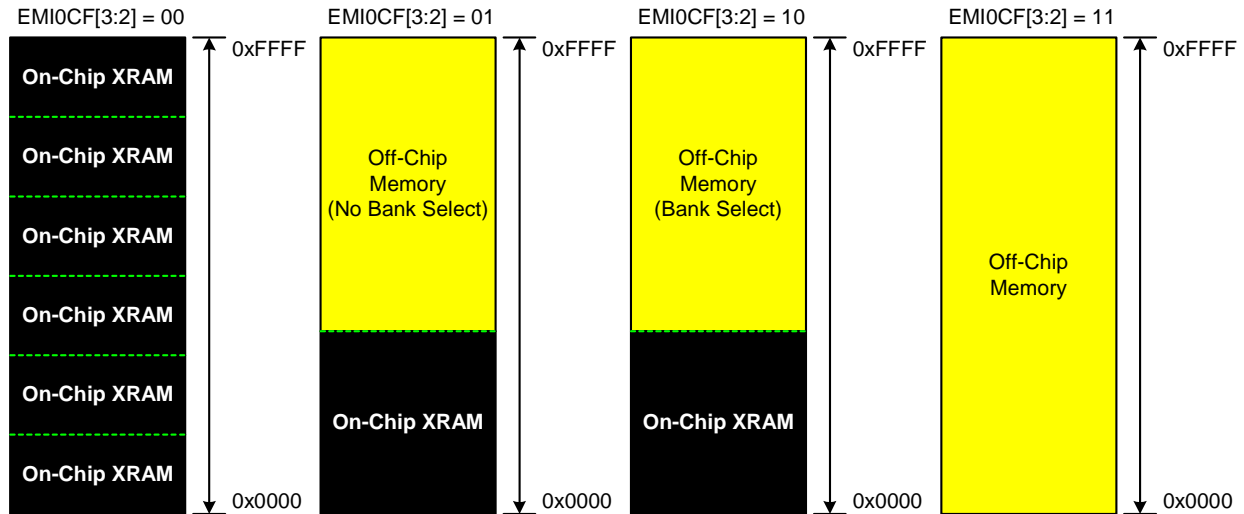 EMI0CF[3:2] = 00
On-Chip XRAM
On-Chip XRAM
On-Chip XRAM
On-Chip XRAM
On-Chip XRAM
On-Chip XRAM
0xFFFF
0x0000
EMI0CF[3:2] = 01
Off-Chip
Memory
(No Bank Select)
On-Chip XRAM
0xFFFF
0x0000
EMI0CF[3:2] = 10
Off-Chip
Memory
(Bank Select)
On-Chip XRAM
0xFFFF
0x0000
EMI0CF[3:2] = 11
Off-Chip
Memory
0xFFFF
0x0000